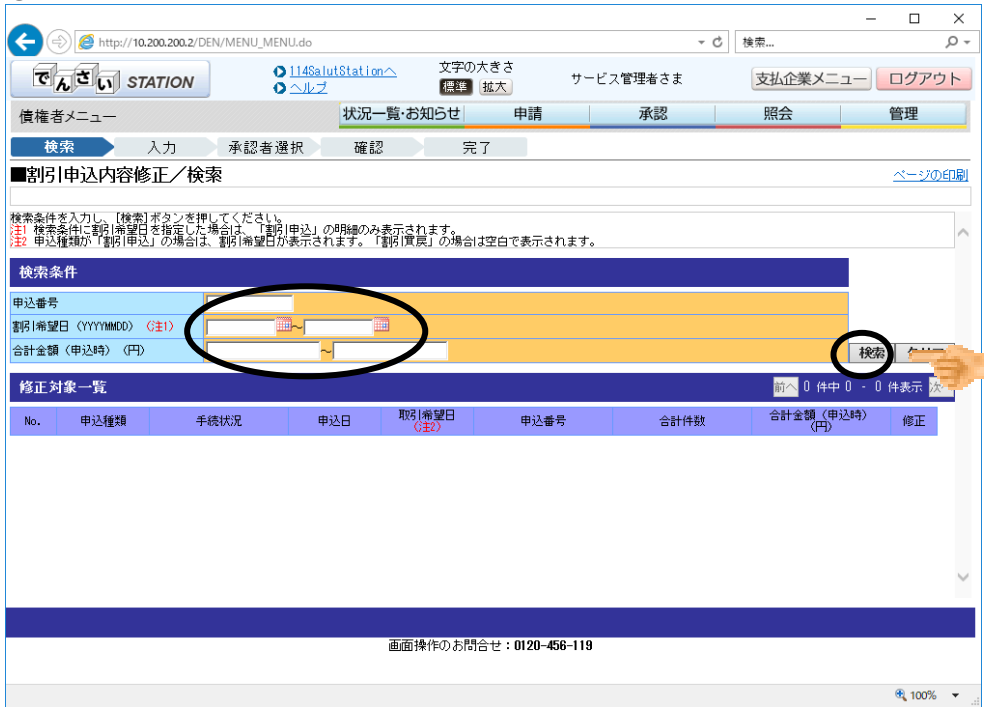 http://10.200.200.2/DEN/MENU_MENU.do
検索...
でんさい STATION
114SalutStationへ
ヘルプ
文字の大きさ
標準 拡大
サービス管理者さま
支払企業メニュー ログアウト
債権者メニュー
状況一覧・お知らせ 申請 承認 照会 管理
検索 入力 承認者選択 確認 完了
■割引申込内容修正／検索
ページの印刷
検索条件を入力し、【検索】ボタンを押してください。
注1 検索条件に割引希望日を指定した場合は、「割引申込」の明細のみ表示されます。
注2 申込種類が「割引申込」の場合は、割引希望日が表示されます。「割引買戻」の場合は空白で表示されます。
検索条件
申込番号
割引希望日（YYYYMMDD）（注1） ～
合計金額（申込時）（円） ～
検索
修正対象一覧
前へ 0 件中 0 - 0 件表示
No. 申込種類 手続状況 申込日 取引希望日（注2） 申込番号 合計件数 合計金額（申込時）（円） 修正
画面操作のお問合せ：0120-456-119
100%